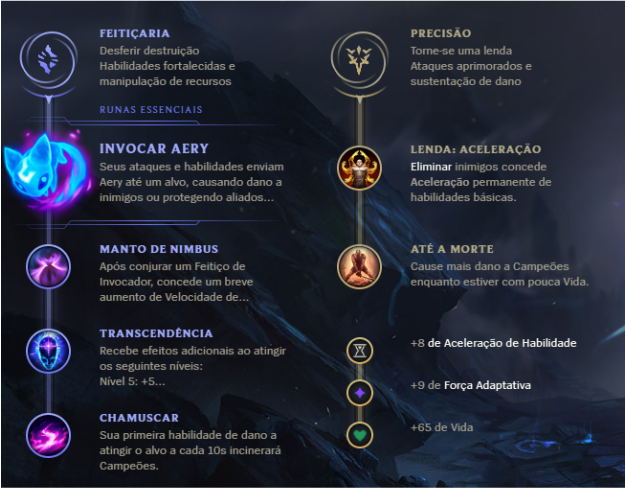 FEITIÇARIA
Desferir destruição
Habilidades fortalecidas e
manipulação de recursos
RUNAS ESSENCIAIS
INVOCAR AERY
Seus ataques e habilidades enviam
Aery até um alvo, causando dano a
inimigos ou protegendo aliados...
MANTO DE NIMBUS
Após conjurar um Feitiço de
Invocador, concede um breve
aumento de Velocidade de...
TRANSCENDÊNCIA
Recebe efeitos adicionais ao atingir
os seguintes níveis:
Nível 5: +5...
CHAMUSCAR
Sua primeira habilidade de dano a
atingir o alvo a cada 10s incinerará
Campeões.
PRECISÃO
Torne-se uma lenda
Ataques aprimorados e
sustentação de dano
LENDA: ACELERAÇÃO
Eliminar inimigos concede
Aceleração permanente de
habilidades básicas.
ATÉ A MORTE
Cause mais dano a Campeões
enquanto estiver com pouca Vida.
+8 de Aceleração de Habilidade
+9 de Força Adaptativa
+65 de Vida